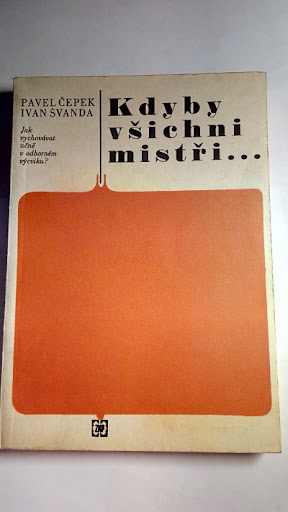 PAVEL ČEPEK
IVAN ŠVANDA
Jak
vychovávat
učně
v odborném
výcviku?
Kdyby
všichni
mistři...